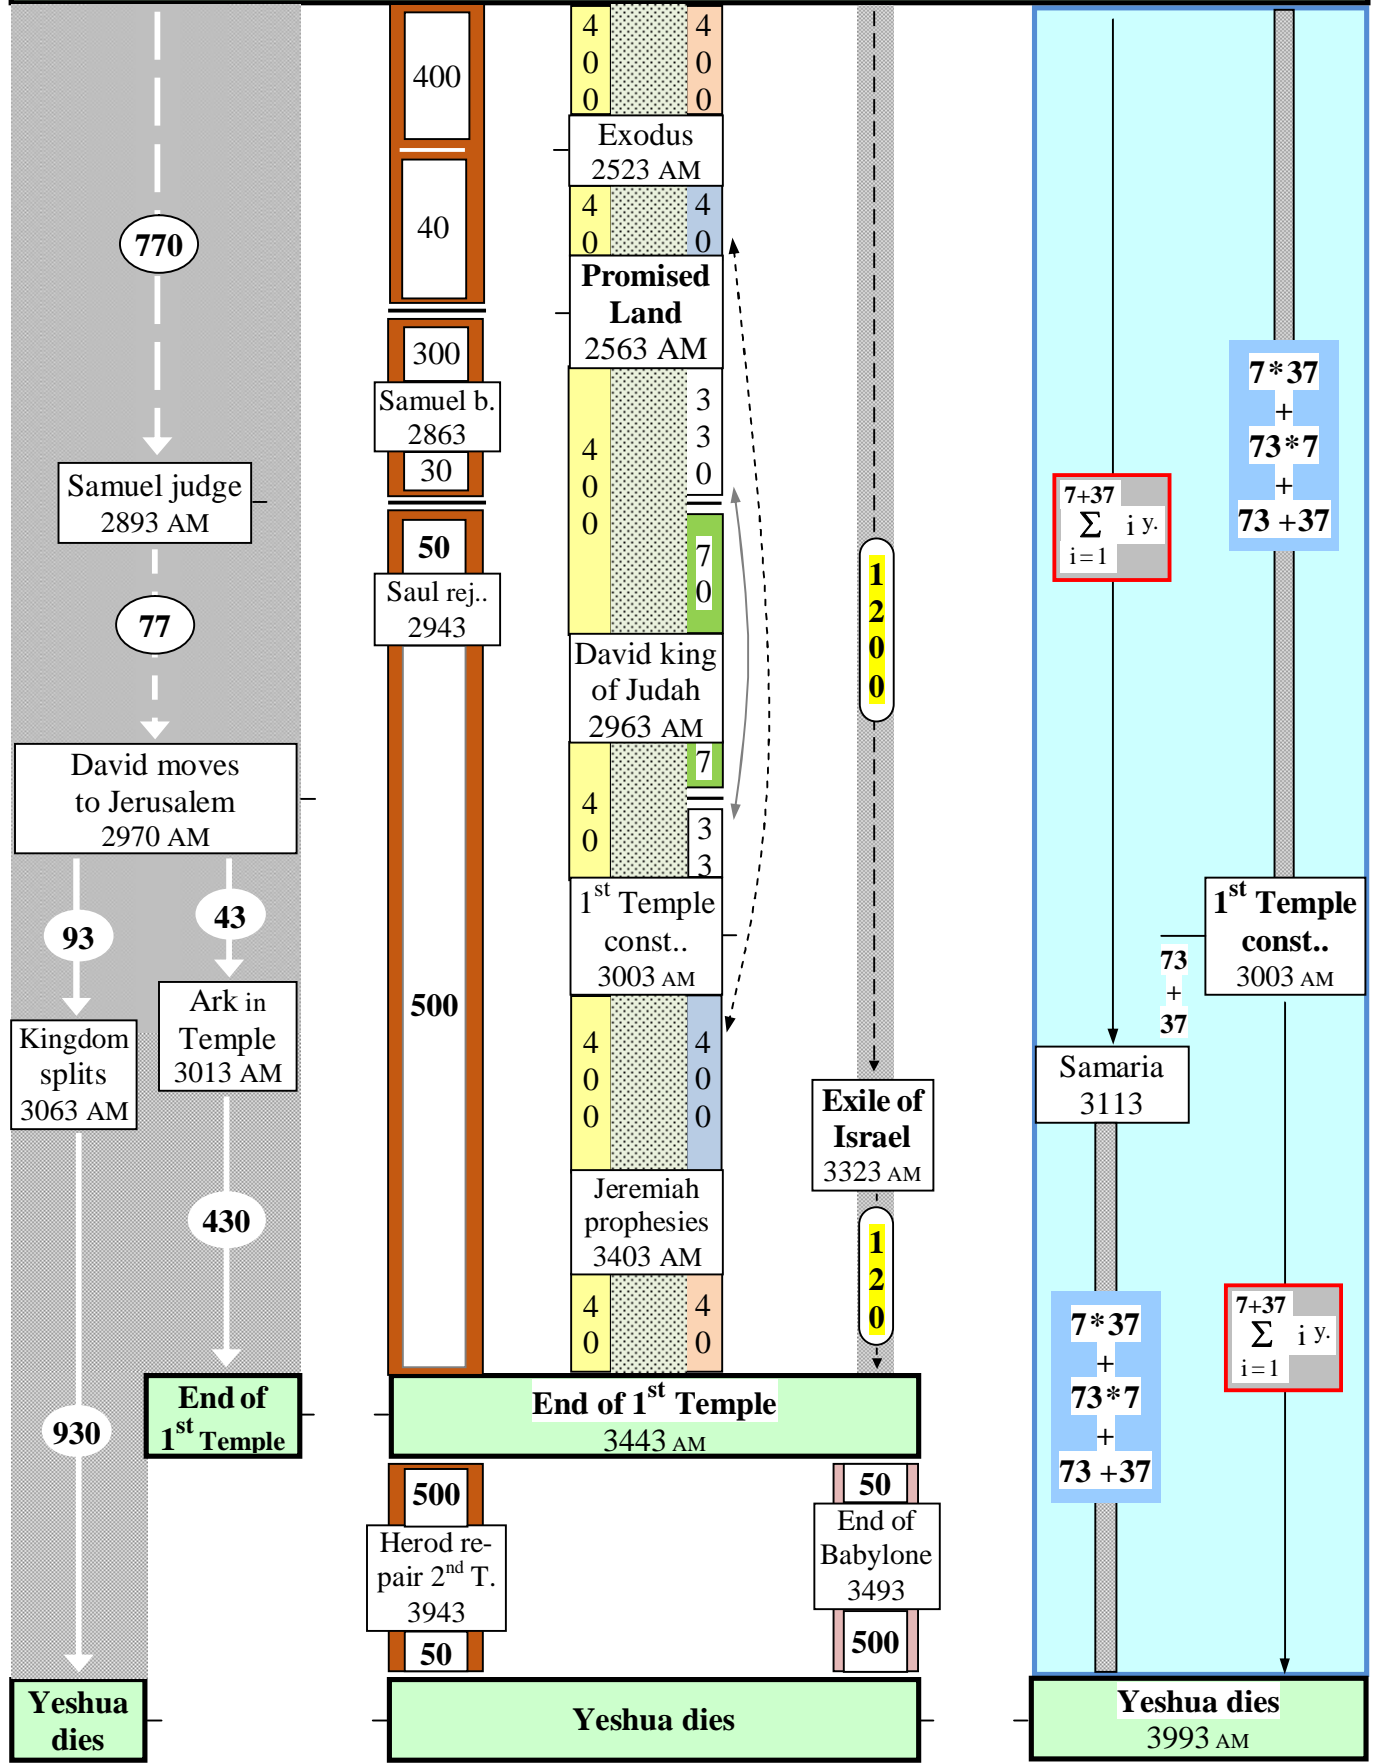 770
Samuel judge
2893 AM
77
David moves
to Jerusalem
2970 AM
93
43
Kingdom
splits
3063 AM
Ark in
Temple
3013 AM
430
930
End of
1st Temple
Yeshua
dies
400
40
300
Samuel b.
2863
30
50
Saul rej..
2943
500
End of 1st Temple
3443 AM
500
Herod re-
pair 2nd T.
3943
50
50
End of
Babylone
3493
500
Yeshua dies
4
0
0
4
0
0
Exodus
2523 AM
4
0
4
0
Promised
Land
2563 AM
4
0
0
3
3
0
7
0
David king
of Judah
2963 AM
4
0
7
3
3
1st Temple
const..
3003 AM
4
0
0
4
0
0
Jeremiah
prophesies
3403 AM
4
0
4
0
1
2
0
0
Exile of
Israel
3323 AM
1
2
0
7+37
Σ i y.
i=1
Samaria
3113
7*37
+
73*7
+
73 +37
7*37
+
73*7
+
73 +37
1st Temple
const..
3003 AM
73
+
37
7+37
Σ i y.
i=1
Yeshua dies
3993 AM